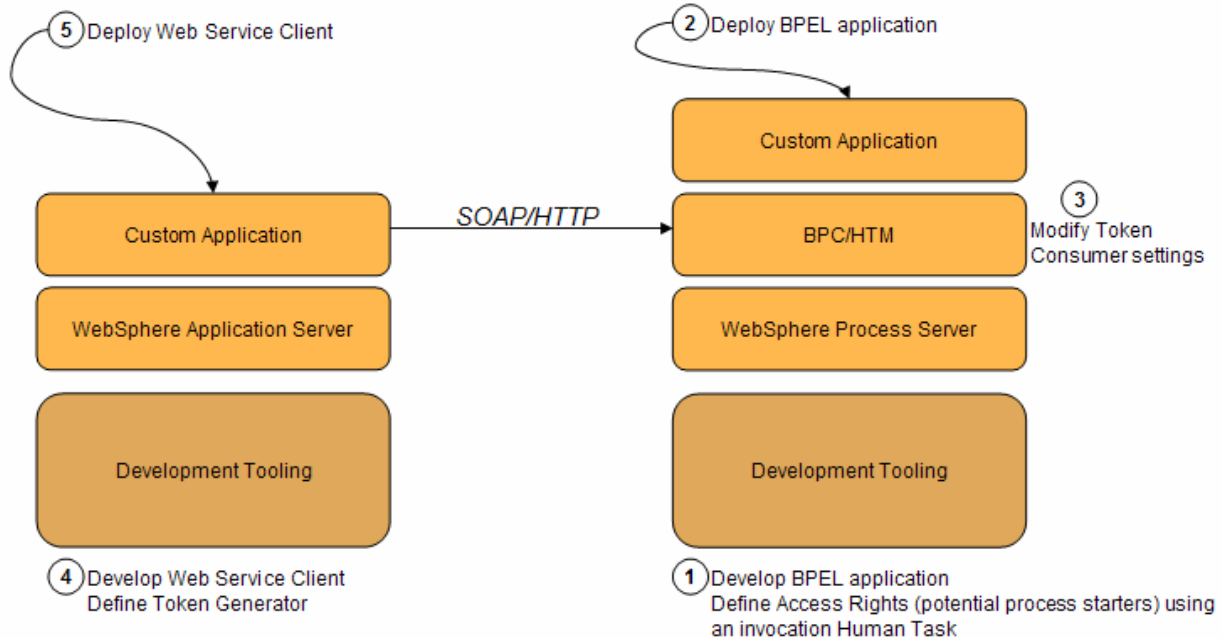 5 Deploy Web Service Client
2 Deploy BPEL application
Custom Application
3
Modify Token
Consumer settings
Custom Application
SOAP/HTTP
BPC/HTM
WebSphere Application Server
WebSphere Process Server
Development Tooling
Development Tooling
4 Develop Web Service Client
Define Token Generator
1 Develop BPEL application
Define Access Rights (potential process starters) using
an invocation Human Task